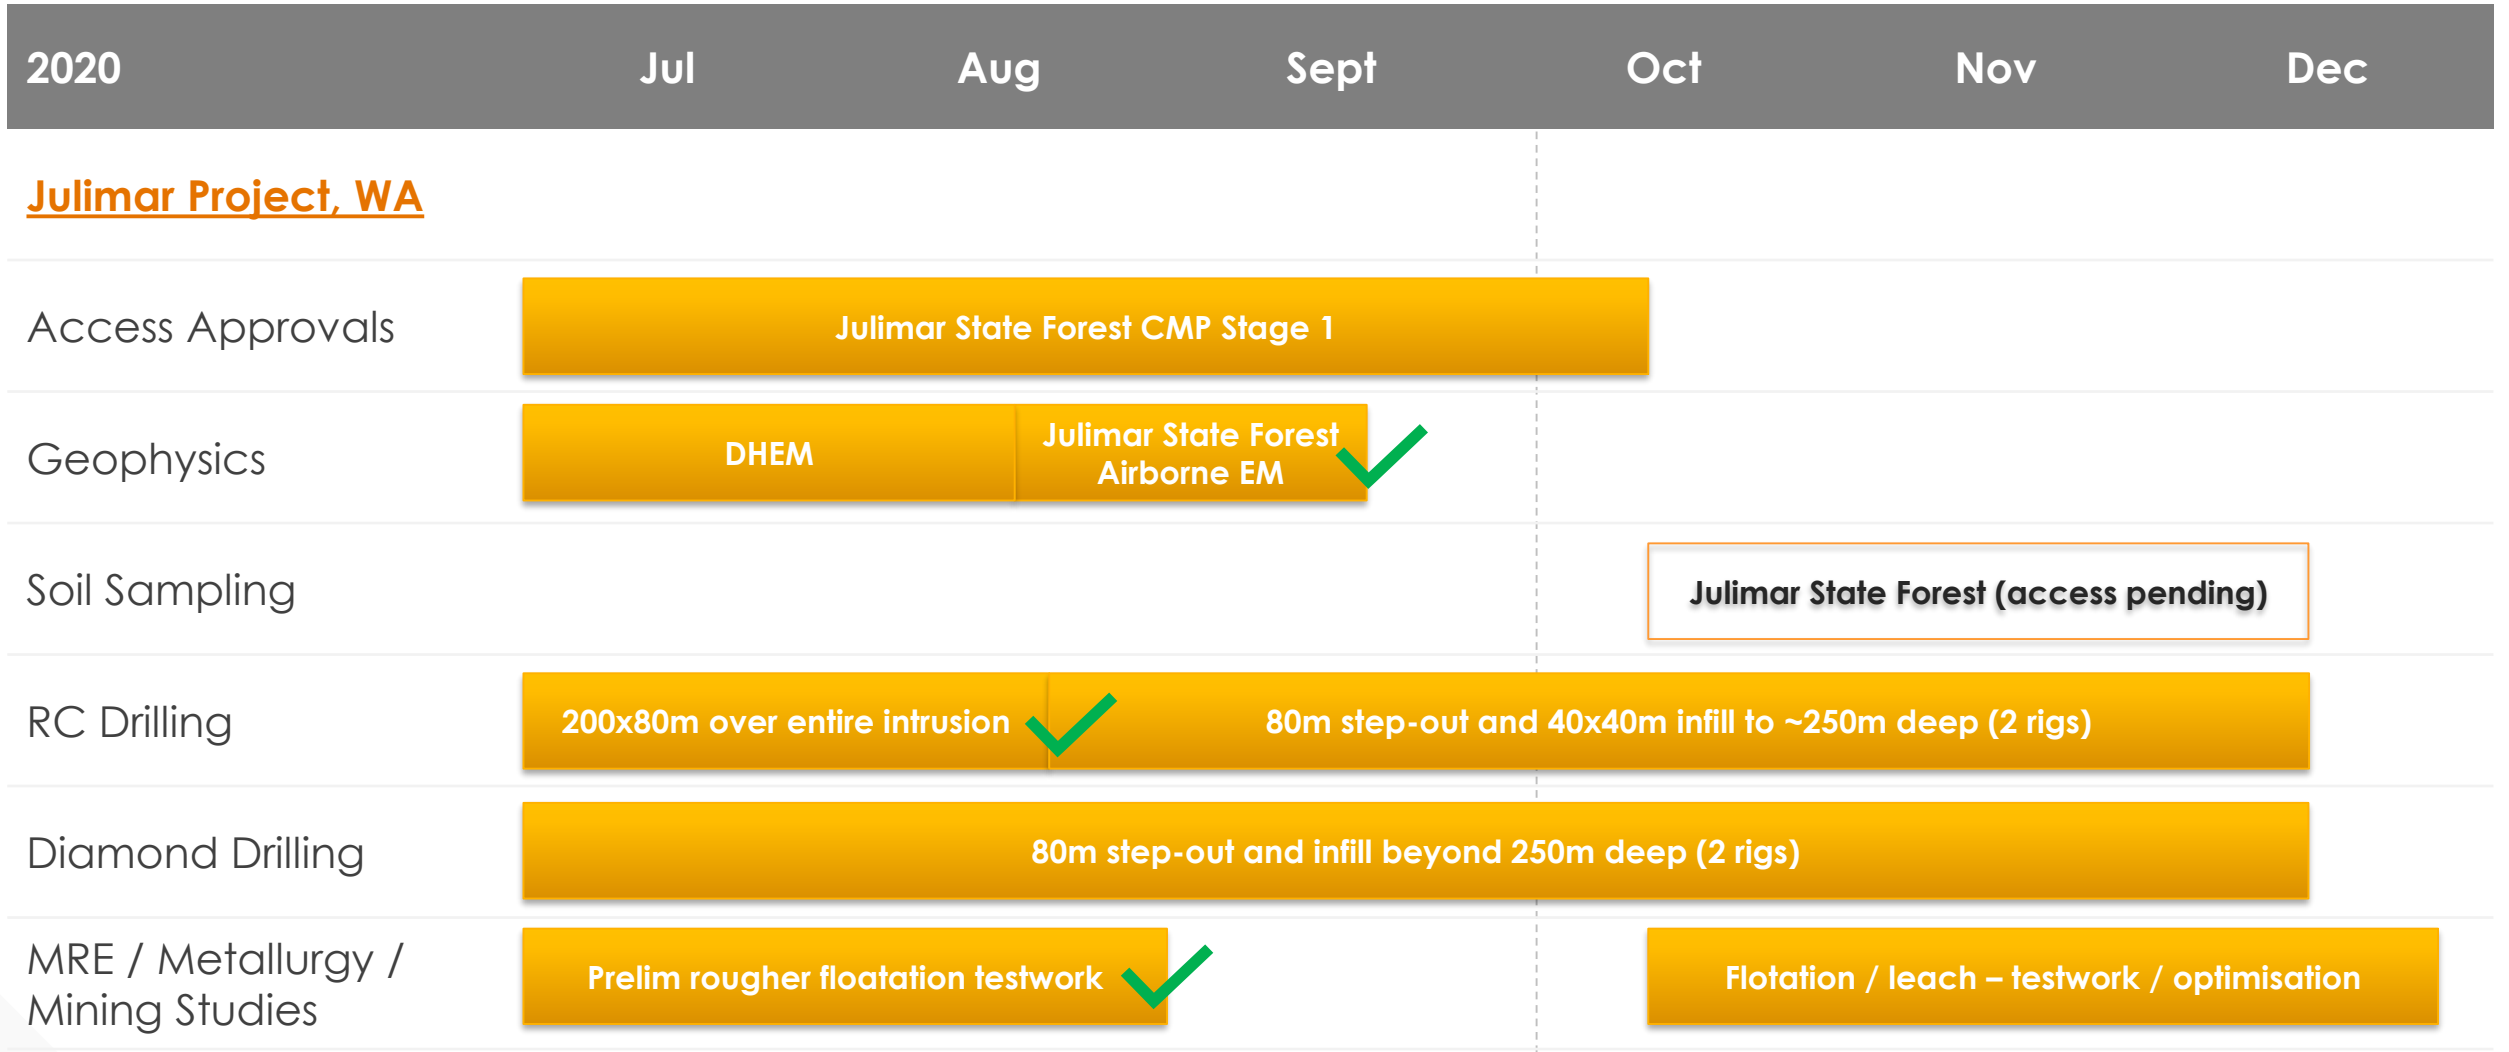 2020 Jul Aug Sept Oct Nov Dec
Julimar Project, WA
Access Approvals
Julimar State Forest CMP Stage 1
Geophysics
DHEM
Julimar State Forest
Airborne EM
Soil Sampling
Julimar State Forest (access pending)
RC Drilling
200x80m over entire intrusion
80m step-out and 40x40m infill to ~250m deep (2 rigs)
Diamond Drilling
80m step-out and infill beyond 250m deep (2 rigs)
MRE / Metallurgy /
Mining Studies
Prelim rougher floatation testwork
Flotation / leach – testwork / optimisation